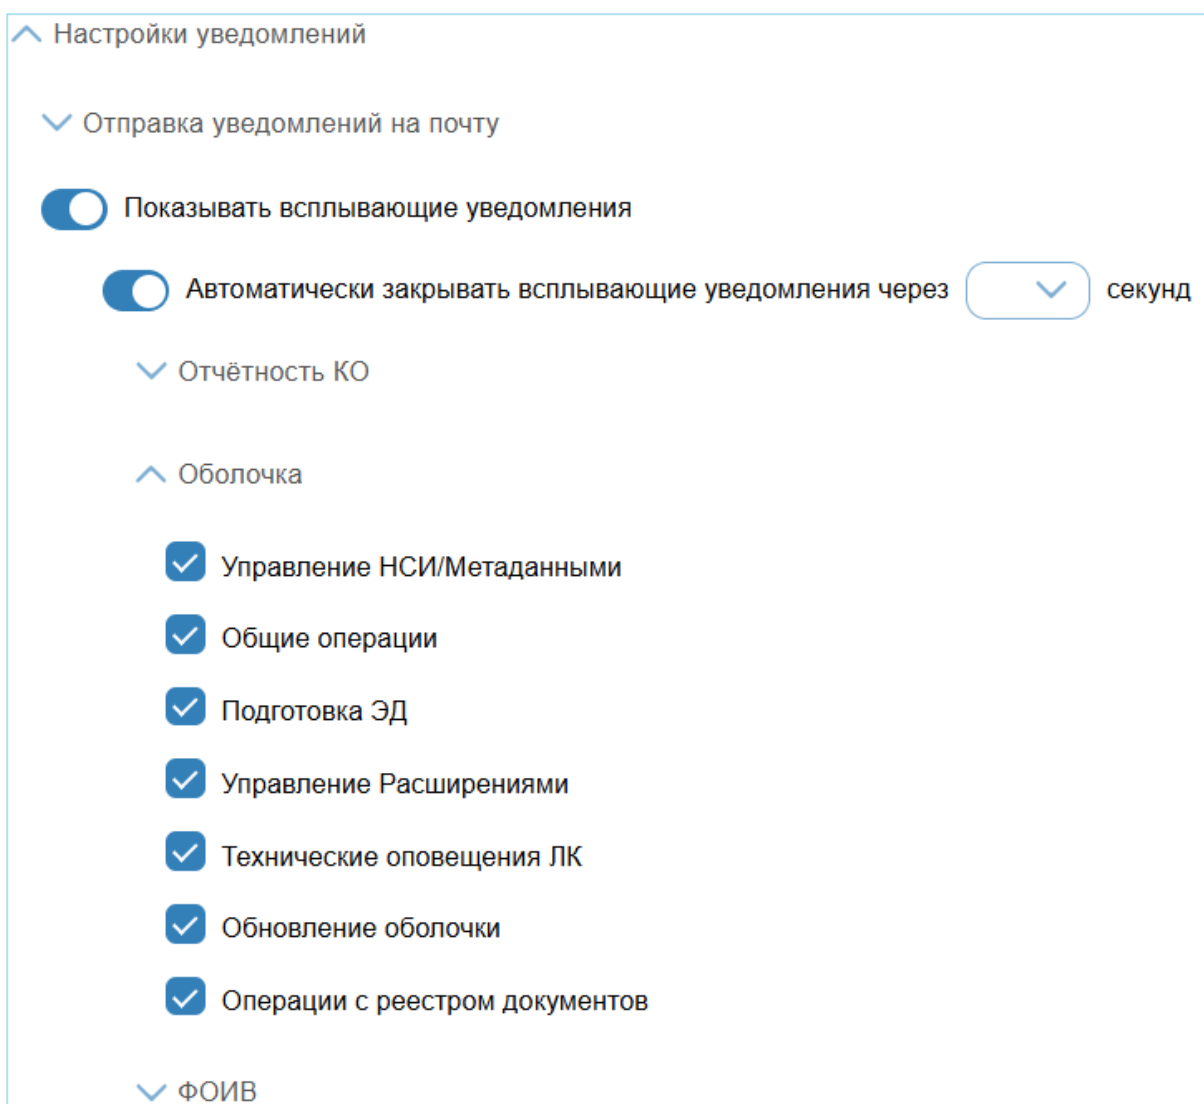 Настройки уведомлений
Отправка уведомлений на почту
Показывать всплывающие уведомления
Автоматически закрывать всплывающие уведомления через секунд
Отчётность КО
Оболочка
Управление НСИ/Метаданными
Общие операции
Подготовка ЭД
Управление Расширениями
Технические оповещения ЛК
Обновление оболочки
Операции с реестром документов
ФОИВ